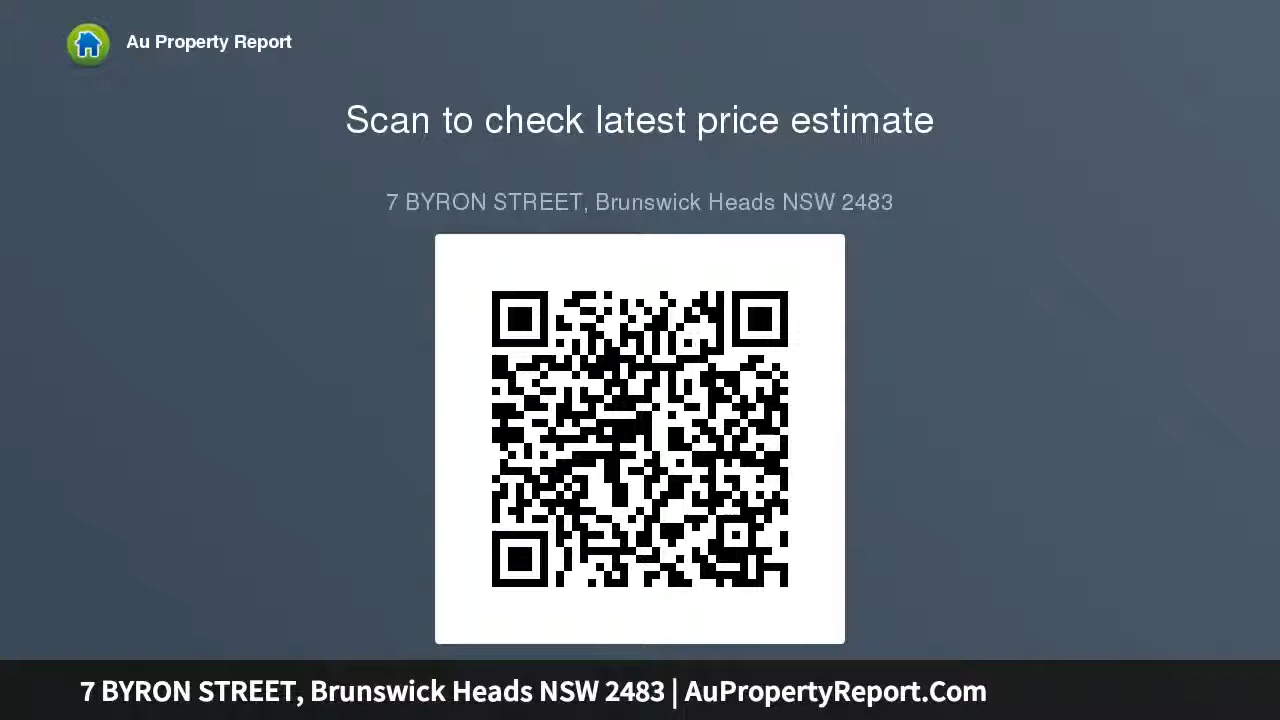 Au Property Report
Scan to check latest price estimate
7 BYRON STREET, Brunswick Heads NSW 2483
7 BYRON STREET, Brunswick Heads NSW 2483 | AuPropertyReport.Com